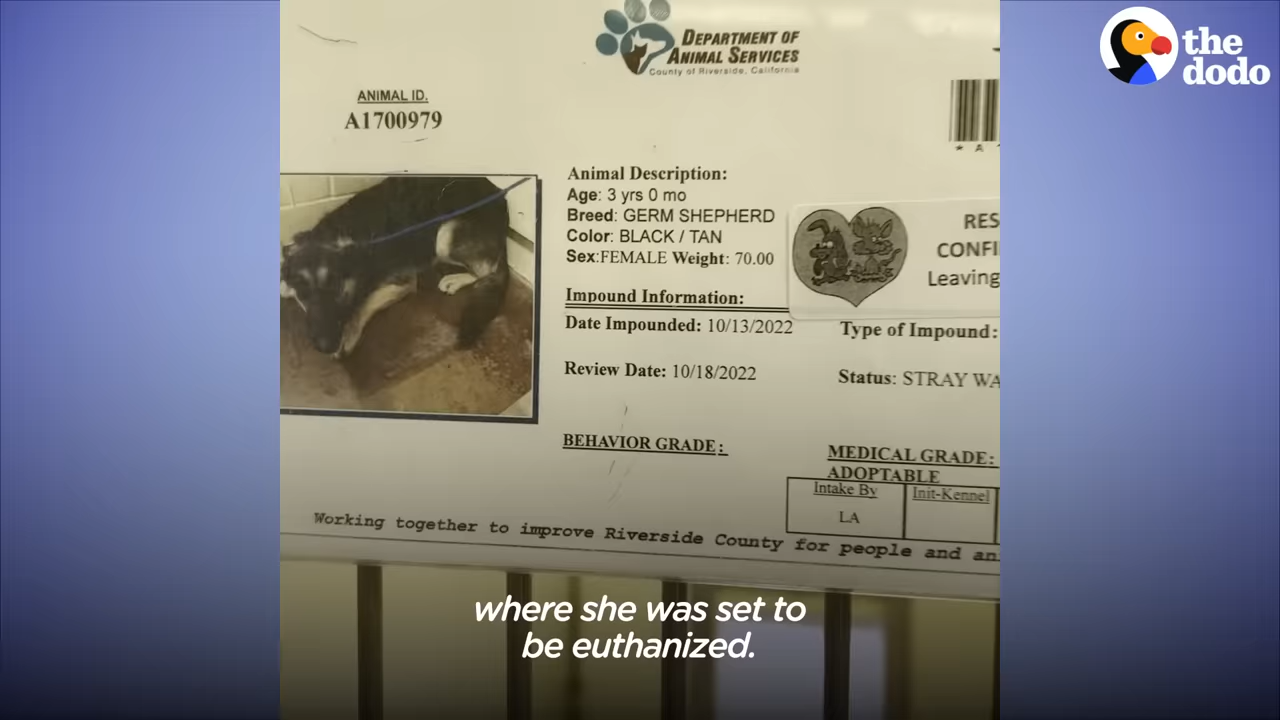 the
dodo
DEPARTMENT OF
ANIMAL SERVICES
County of Riverside, California
ANIMAL ID.
A1700979
* A
Animal Description:
Age: 3 yrs 0 mo
Breed: GERM SHEPHERD
Color: BLACK / TAN
Sex:FEMALE Weight: 70.00
RES
CONFI
Leaving
Impound Information:
Date Impounded: 10/13/2022
Type of Impound:
Review Date: 10/18/2022
Status: STRAY WA
BEHAVIOR GRADE:
MEDICAL GRADE:
ADOPTABLE
Intake By
Init-Kennel
LA
Working together to improve Riverside County for people and an
where she was set to
be euthanized.